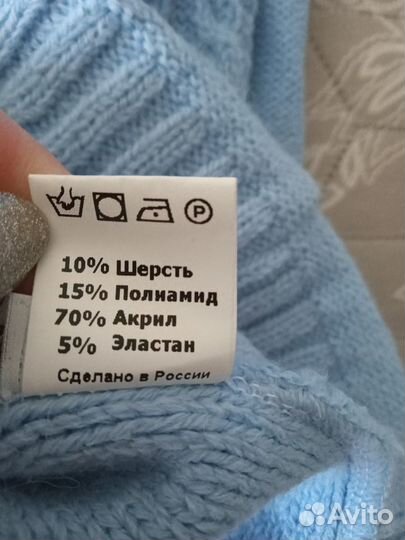 P
10% Шерсть
15% Полиамид
70% Акрил
5% Эластан
Сделано в России
Avito